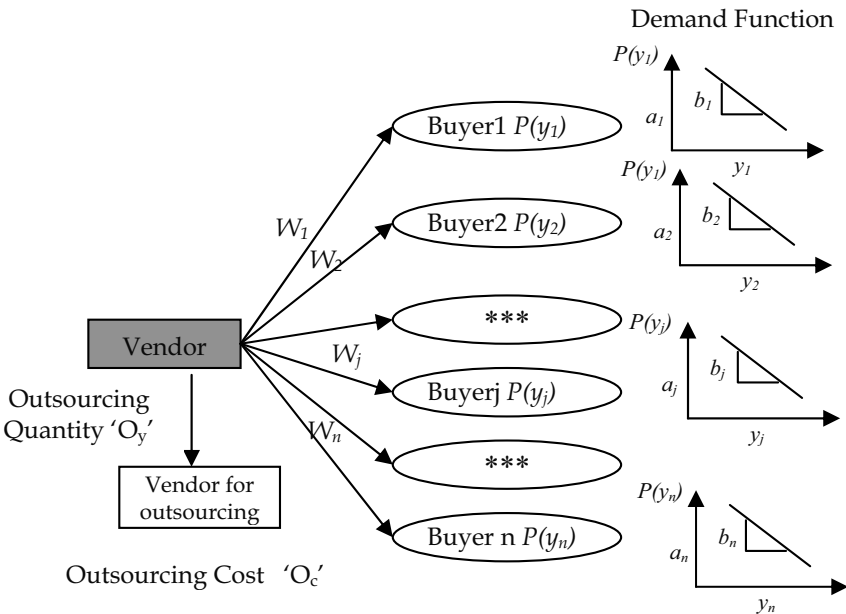 Demand Function
P(y₁)
a₁
b₁
y₁
Buyer1 P(y₁)
P(y₁)
a₂
b₂
y₂
Buyer2 P(y₂)
W₁
W₂
***
P(yⱼ)
aⱼ
bⱼ
yⱼ
Vendor
Wⱼ
Buyerj P(yⱼ)
Outsourcing
Quantity ‘Oy’
Wₙ
***
Vendor for
outsourcing
P(yₙ)
aₙ
bₙ
yₙ
Buyer n P(yₙ)
Outsourcing Cost ‘Oc’